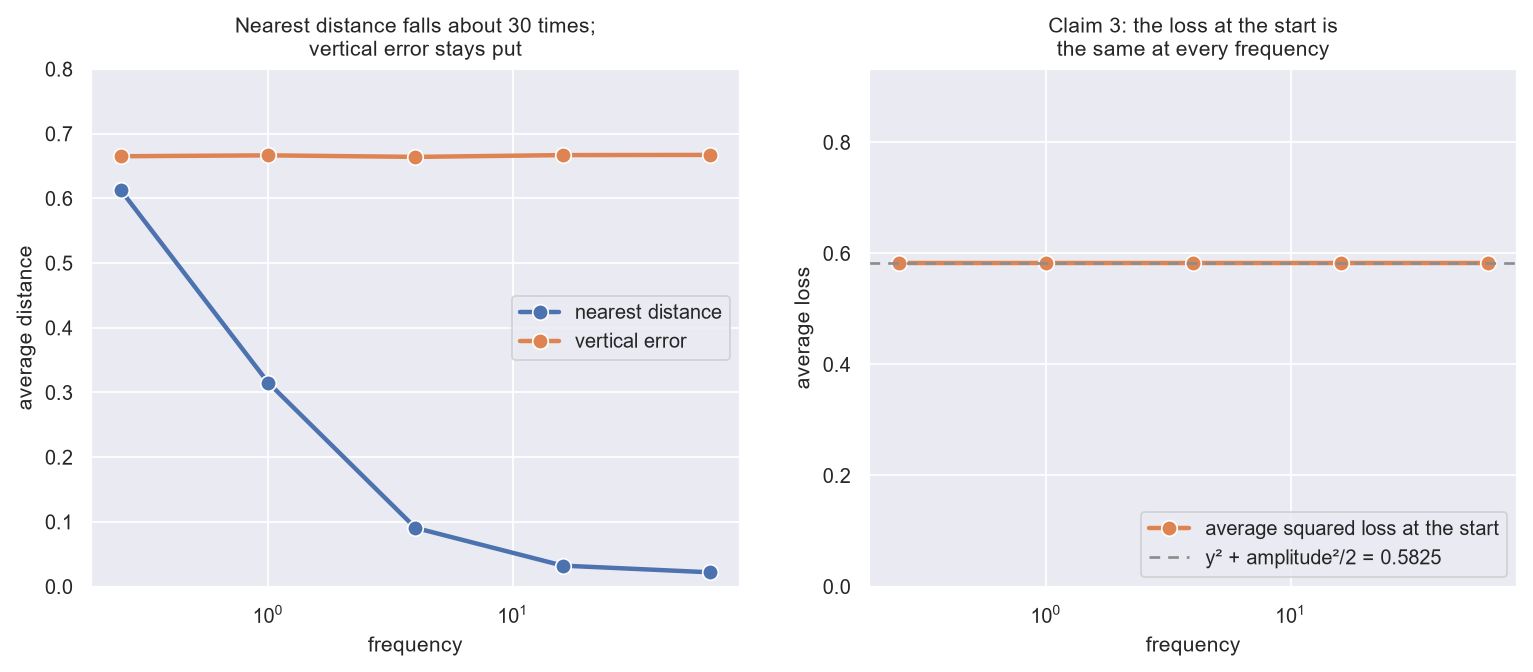 Nearest distance falls about 30 times;
vertical error stays put
0.8
0.7
0.6
0.5
0.4
0.3
0.2
0.1
0.0
average distance
nearest distance
vertical error
10⁰
10¹
frequency
Claim 3: the loss at the start is
the same at every frequency
0.8
0.6
0.4
0.2
0.0
average loss
average squared loss at the start
y² + amplitude²/2 = 0.5825
10⁰
10¹
frequency